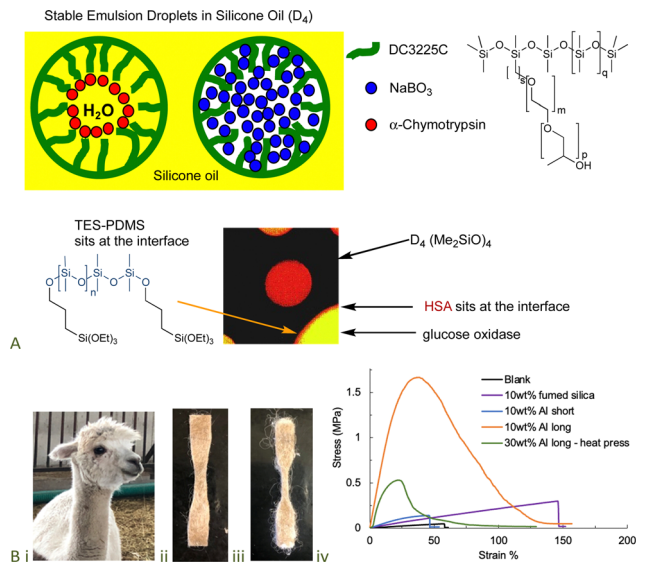 Stable Emulsion Droplets in Silicone Oil (D₄)
H₂O
Silicone oil
DC3225C
NaBO₃
α-Chymotrypsin
Si O Si O Si O Si O Si
q
s O
m
O
p
OH
TES-PDMS
sits at the interface
O Si O Si O Si O
n
Si(OEt)₃ Si(OEt)₃
D₄ (Me₂SiO)₄
HSA sits at the interface
glucose oxidase
A
Stress (MPa)
1.5
1
0.5
0
0 50 100 150 200
Strain %
Blank
10wt% fumed silica
10wt% Al short
10wt% Al long
30wt% Al long - heat press
B i ii iii iv